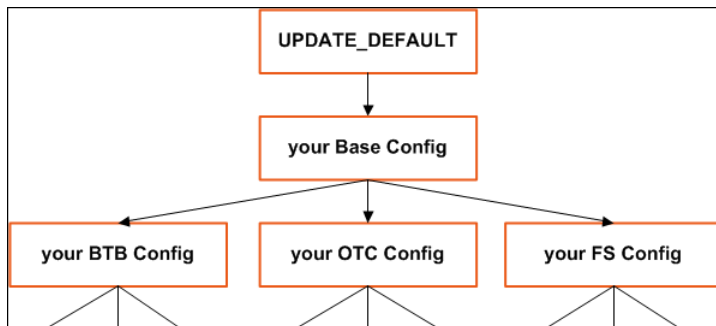 UPDATE_DEFAULT
your Base Config
your BTB Config
your OTC Config
your FS Config